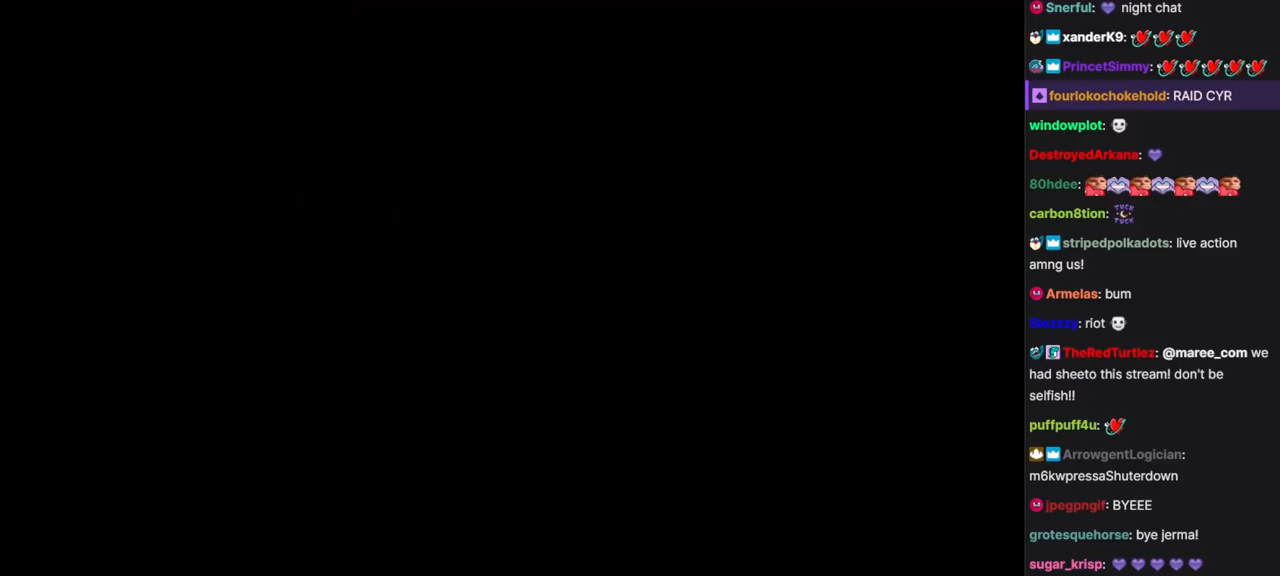 Snerful: night chat
xanderK9:
PrincetSimmy:
fourlokochokehold: RAID CYR
windowplot:
DestroyedArkana:
80hdee:
carbon8tion: TUCK TUCK
stripedpolkadots: live action
amng us!
Armelas: bum
: riot
TheRedTurtlez: @maree_com we
had sheeto this stream! don't be
selfish!!
puffpuff4u:
ArrowgentLogician:
m6kwpressaShuterdown
jpegpngif: BYEEE
grotesquehorse: bye jerma!
sugar_krisp: